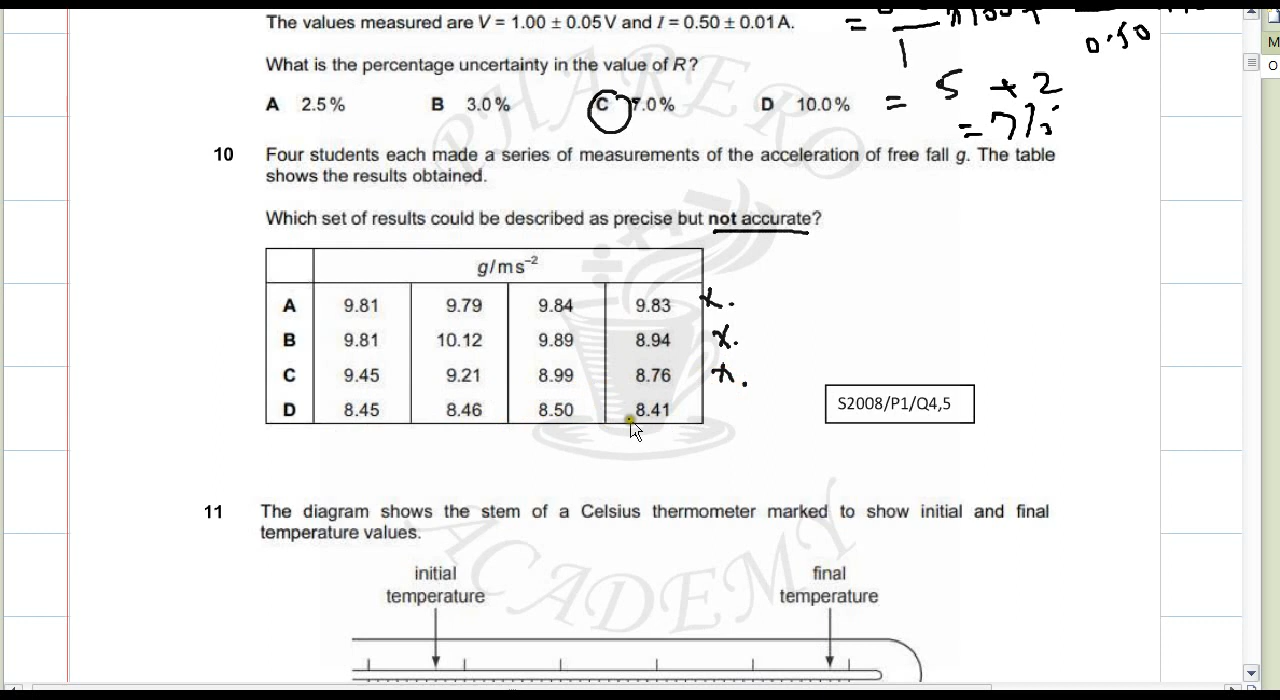 The values measured are V = 1.00 ± 0.05 V and I = 0.50 ± 0.01 A.
What is the percentage uncertainty in the value of R?
A 2.5 % B 3.0 % C 7.0 % D 10.0 %
0.50
= 5 + 2
= 7%
10 Four students each made a series of measurements of the acceleration of free fall g. The table
shows the results obtained.
Which set of results could be described as precise but not accurate?
g / m s⁻²
A 9.81 9.79 9.84 9.83 x.
B 9.81 10.12 9.89 8.94 x.
C 9.45 9.21 8.99 8.76 x.
D 8.45 8.46 8.50 8.41
S2008/P1/Q4,5
11 The diagram shows the stem of a Celsius thermometer marked to show initial and final
temperature values.
initial
temperature
final
temperature
PHARERO
ACADEMY
M
O